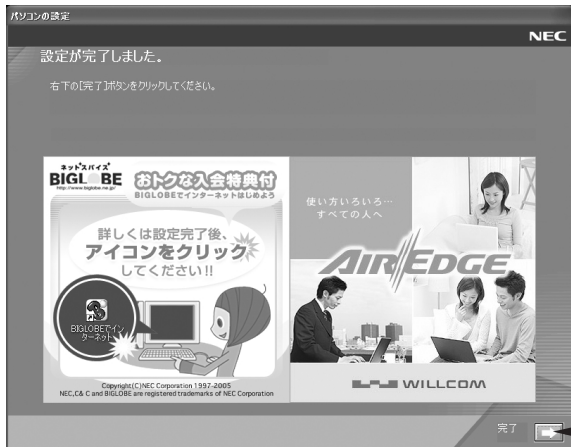 パソコンの設定
NEC
設定が完了しました。
右下の[完了]ボタンをクリックしてください。
ネットスパイス
BIGLOBE
http://www.biglobe.ne.jp/
おトクな入会特典付
BIGLOBEでインターネットはじめよう
詳しくは設定完了後、
アイコンをクリック
してください!!
BIGLOBEでイン
ターネット
Copyright(C)NEC Corporation 1997-2005
NEC,C& C and BIGLOBE are registered trademarks of NEC Corporation
使い方いろいろ…
すべての人へ
AIR/EDGE
WILLCOM
完了